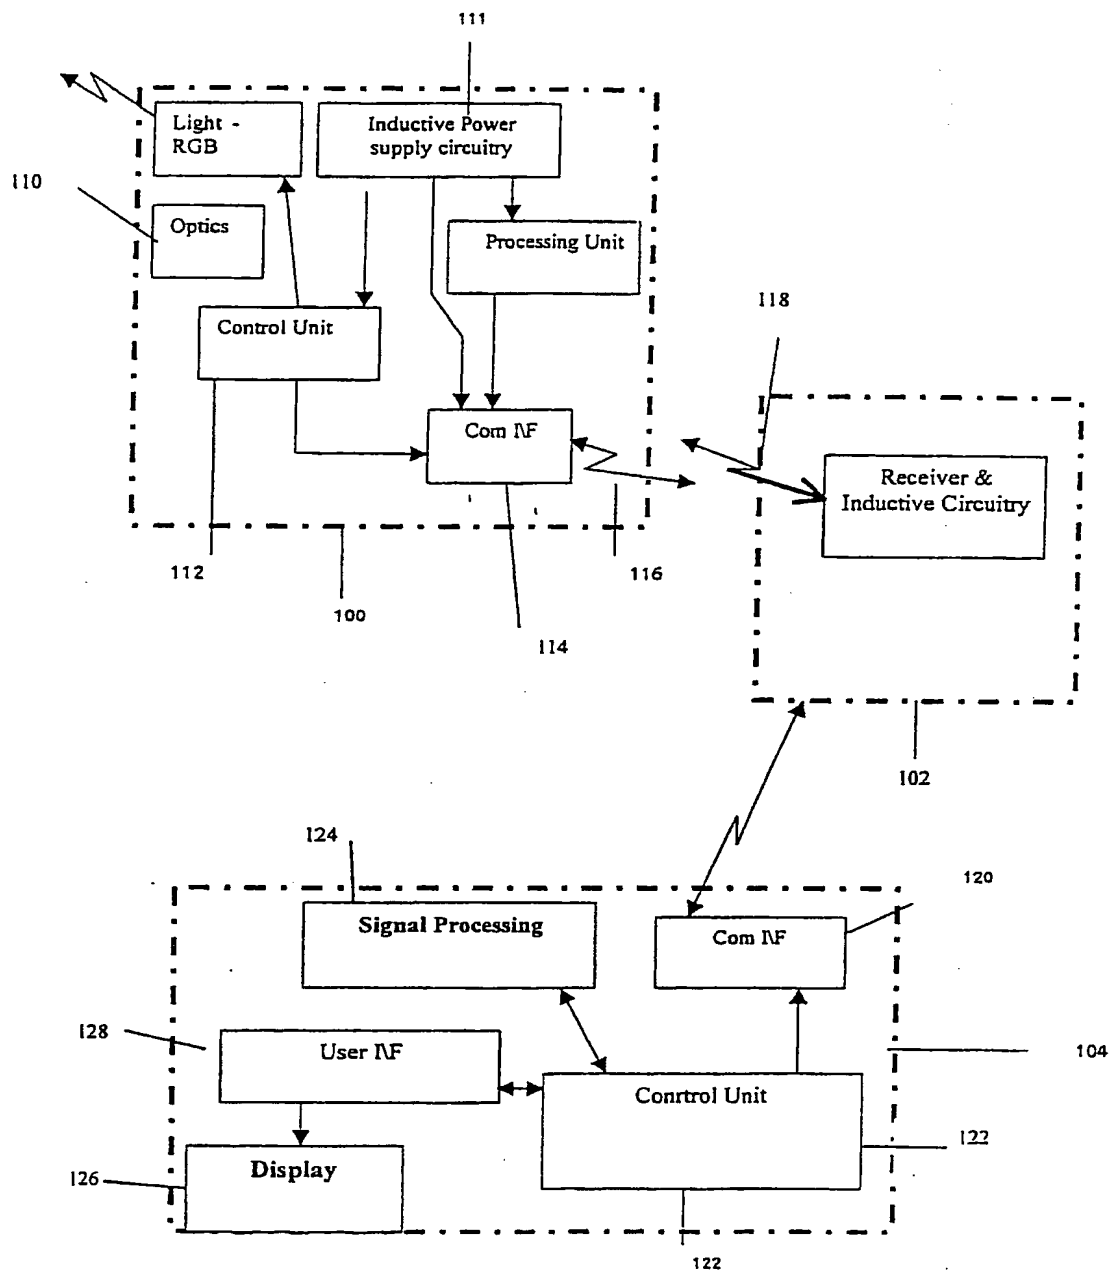 111
Light -
RGB
Inductive Power
supply circuitry
110
Optics
Processing Unit
118
Control Unit
Com I\F
Receiver &
Inductive Circuitry
112
116
100
114
102
124
120
Signal Processing
Com I\F
128
User I\F
104
Conrtrol Unit
122
Display
126
122